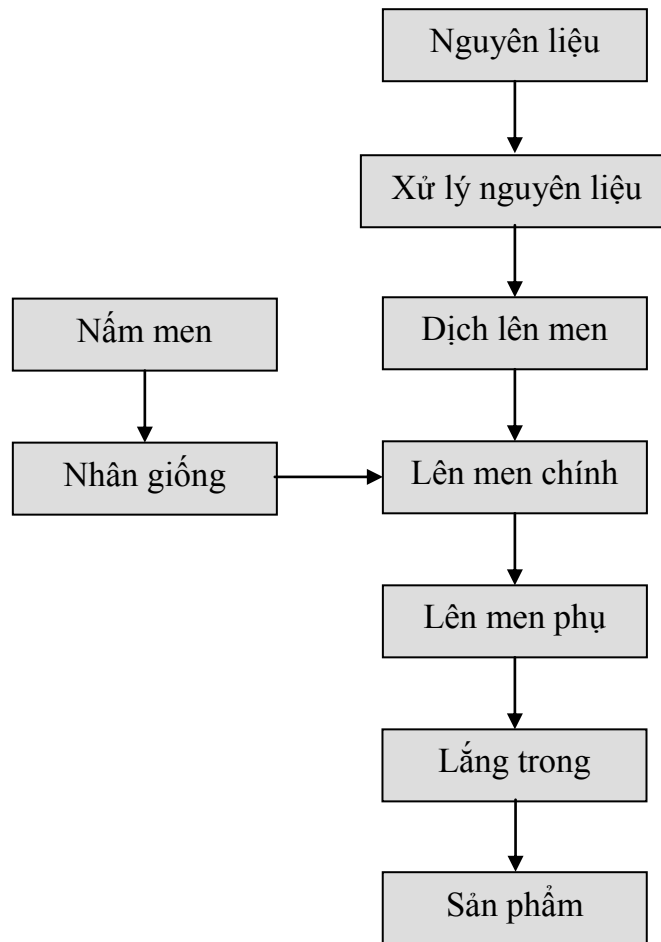 Nguyên liệu
Xử lý nguyên liệu
Nấm men
Dịch lên men
Nhân giống
Lên men chính
Lên men phụ
Lắng trong
Sản phẩm